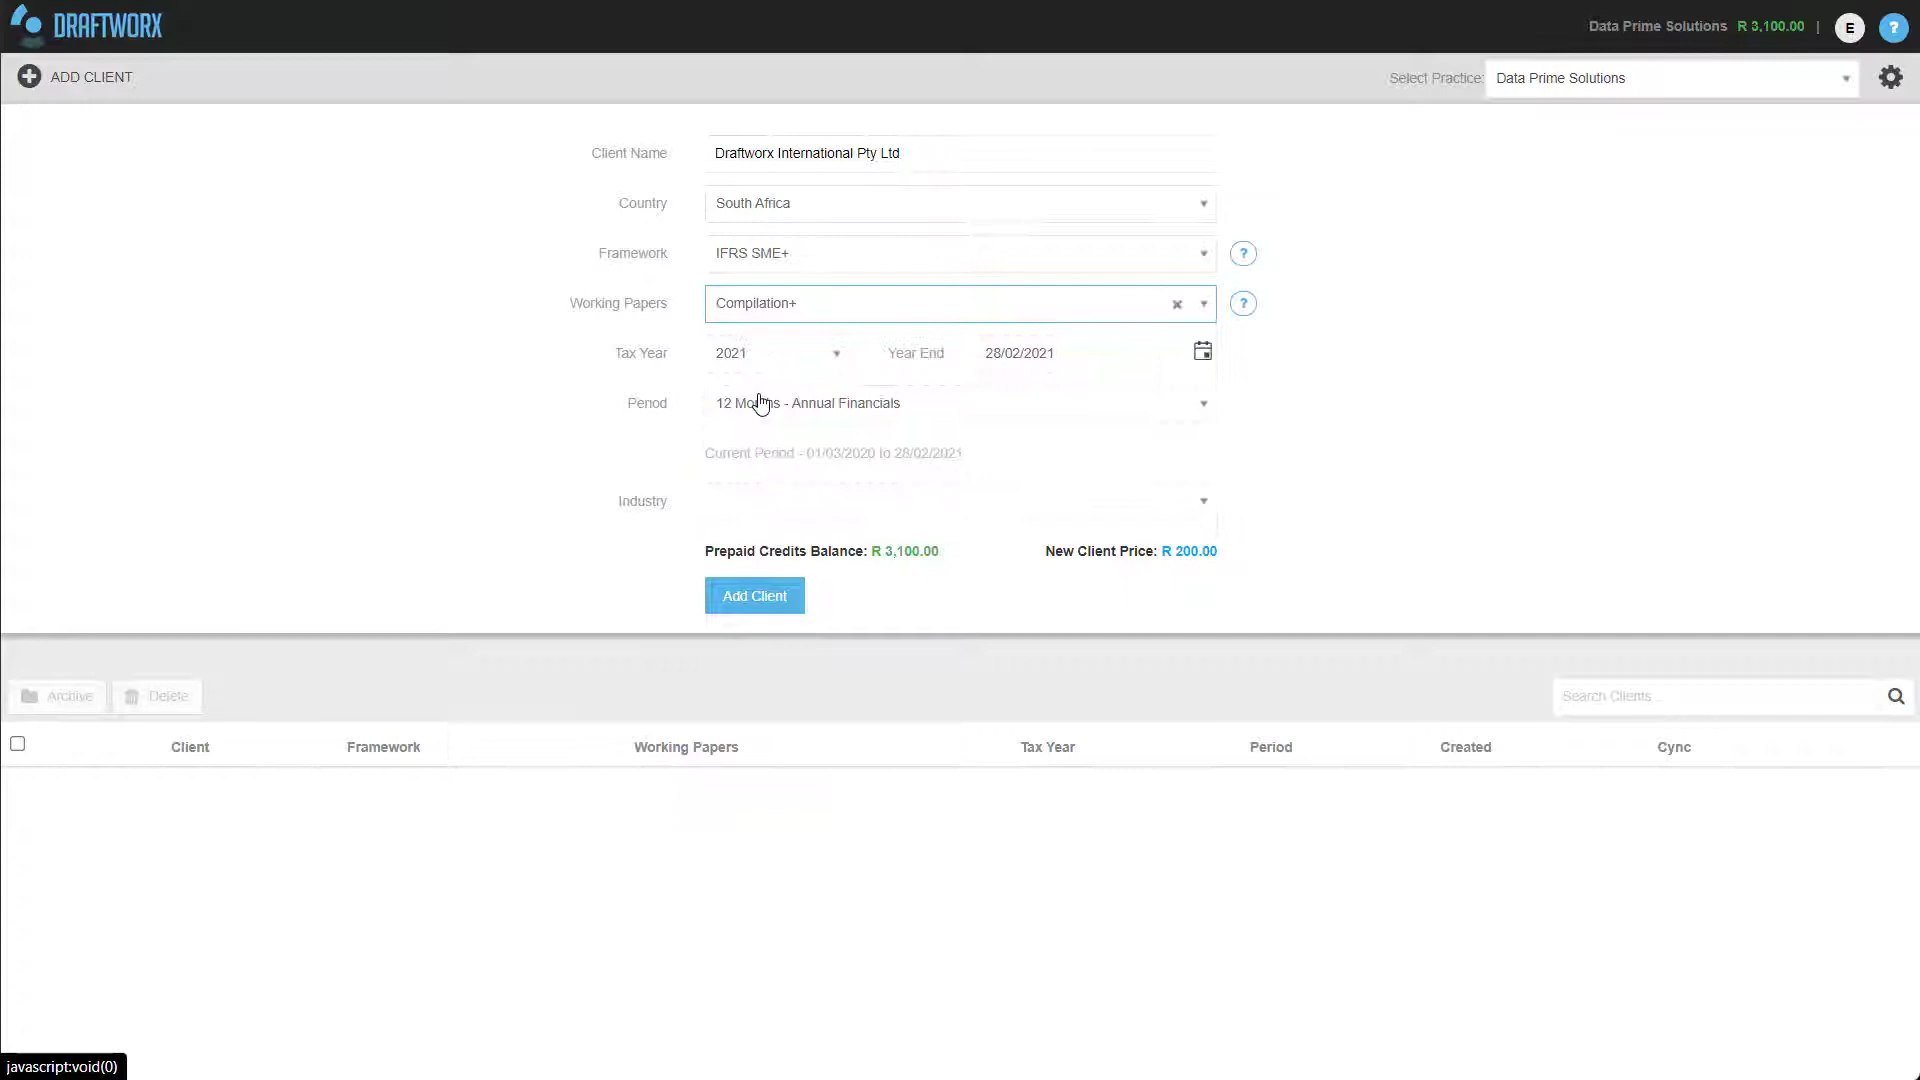 DRAFTWORX
Data Prime Solutions R 3,100.00 | E ?
ADD CLIENT
Select Practice: Data Prime Solutions
Client Name Draftworx International Pty Ltd
Country South Africa
Framework IFRS SME+ ?
Working Papers Compilation+ ?
Tax Year 2021 Year End 28/02/2021
Period 12 Months - Annual Financials
Current Period - 01/03/2020 to 28/02/2021
Industry
Prepaid Credits Balance: R 3,100.00 New Client Price: R 200.00
Add Client
Archive Delete Search Clients...
Client Framework Working Papers Tax Year Period Created Cync
javascript:void(0)